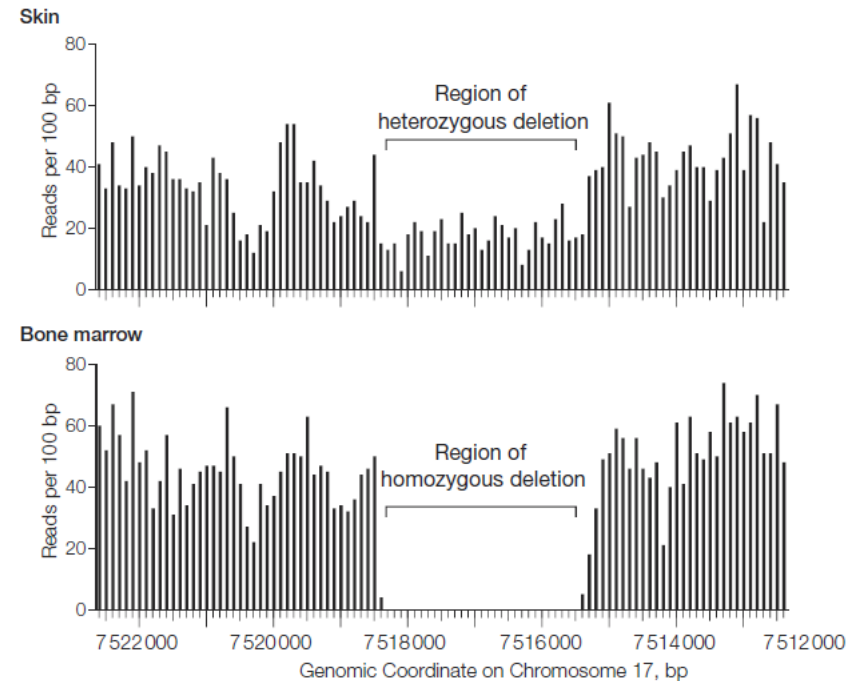 Skin
80
60
40
20
0
Reads per 100 bp
Region of
heterozygous deletion
Bone marrow
80
60
40
20
0
Reads per 100 bp
Region of
homozygous deletion
7522000 7520000 7518000 7516000 7514000 7512000
Genomic Coordinate on Chromosome 17, bp